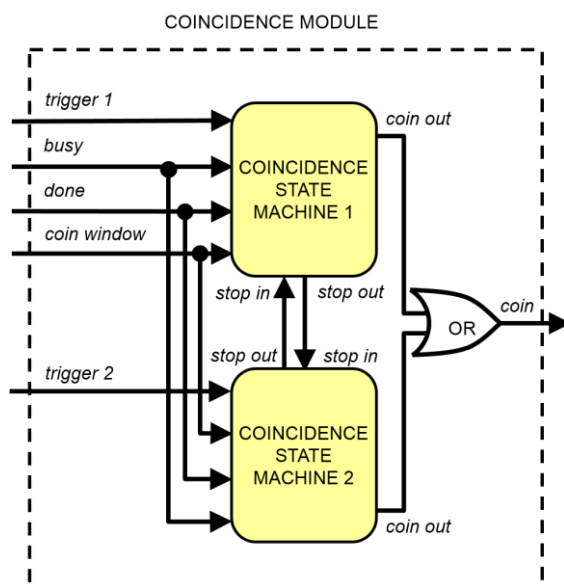 COINCIDENCE MODULE
trigger 1
coin out
busy
COINCIDENCE
STATE
MACHINE 1
done
coin window
stop in
stop out
coin
OR
stop out
stop in
trigger 2
COINCIDENCE
STATE
MACHINE 2
coin out